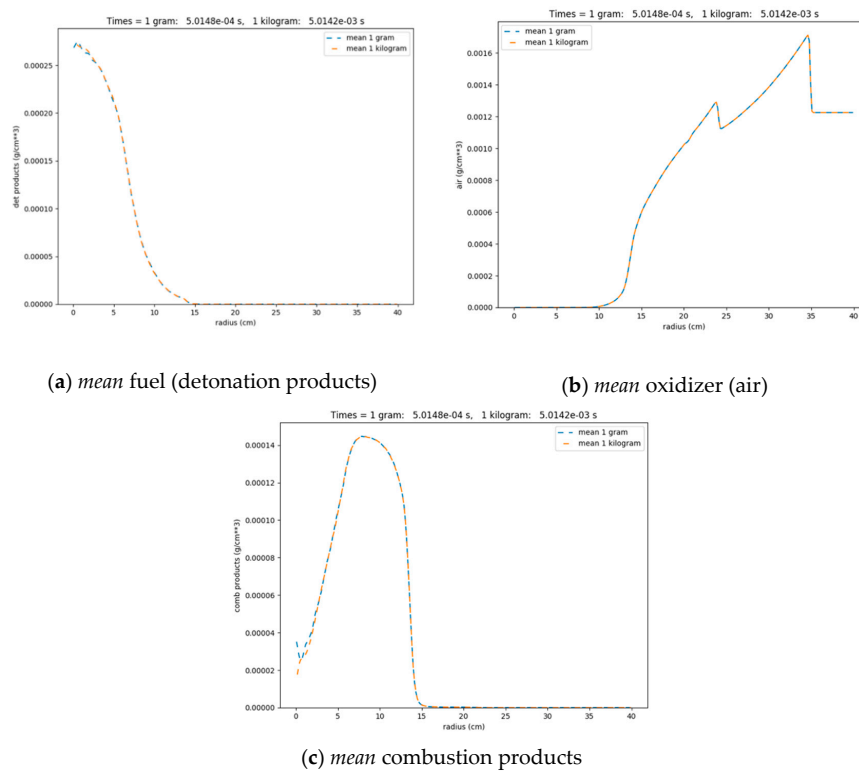 Times = 1 gram: 5.0148e-04 s, 1 kilogram: 5.0142e-03 s
mean 1 gram
mean 1 kilogram
0.00025
0.00020
0.00015
0.00010
0.00005
0.00000
det products (g/cm**3)
0 5 10 15 20 25 30 35 40
radius (cm)
(a) mean fuel (detonation products)
Times = 1 gram: 5.0148e-04 s, 1 kilogram: 5.0142e-03 s
mean 1 gram
mean 1 kilogram
0.0016
0.0014
0.0012
0.0010
0.0008
0.0006
0.0004
0.0002
0.0000
air (g/cm**3)
0 5 10 15 20 25 30 35 40
radius (cm)
(b) mean oxidizer (air)
Times = 1 gram: 5.0148e-04 s, 1 kilogram: 5.0142e-03 s
mean 1 gram
mean 1 kilogram
0.00014
0.00012
0.00010
0.00008
0.00006
0.00004
0.00002
0.00000
comb products (g/cm**3)
0 5 10 15 20 25 30 35 40
radius (cm)
(c) mean combustion products